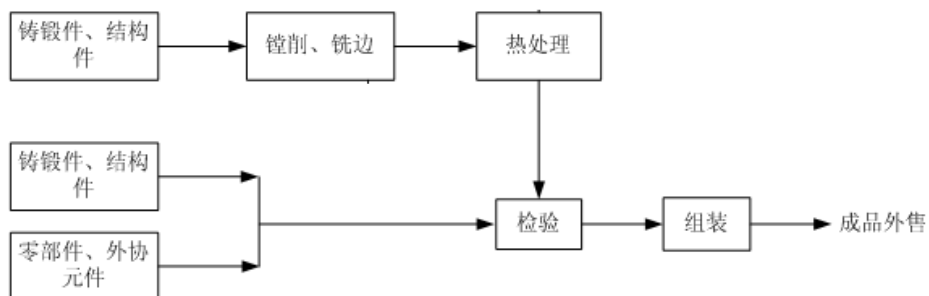 铸锻件、结构
件
镗削、铣边
热处理
铸锻件、结构
件
零部件、外协
元件
检验
组装
成品外售